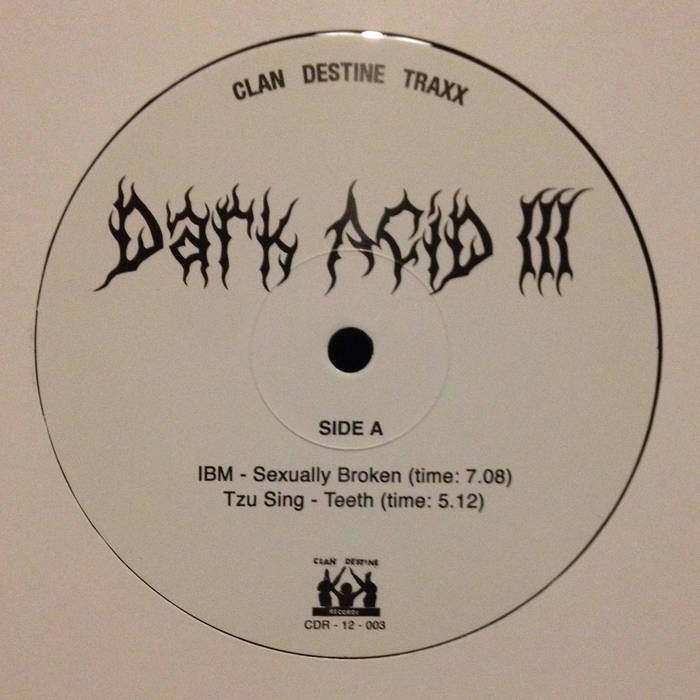 CLAN DESTINE TRAXX
Dark ACiD III
SIDE A
IBM - Sexually Broken (time: 7.08)
Tzu Sing - Teeth (time: 5.12)
CLAN DESTINE
RECORDS
CDR - 12 - 003